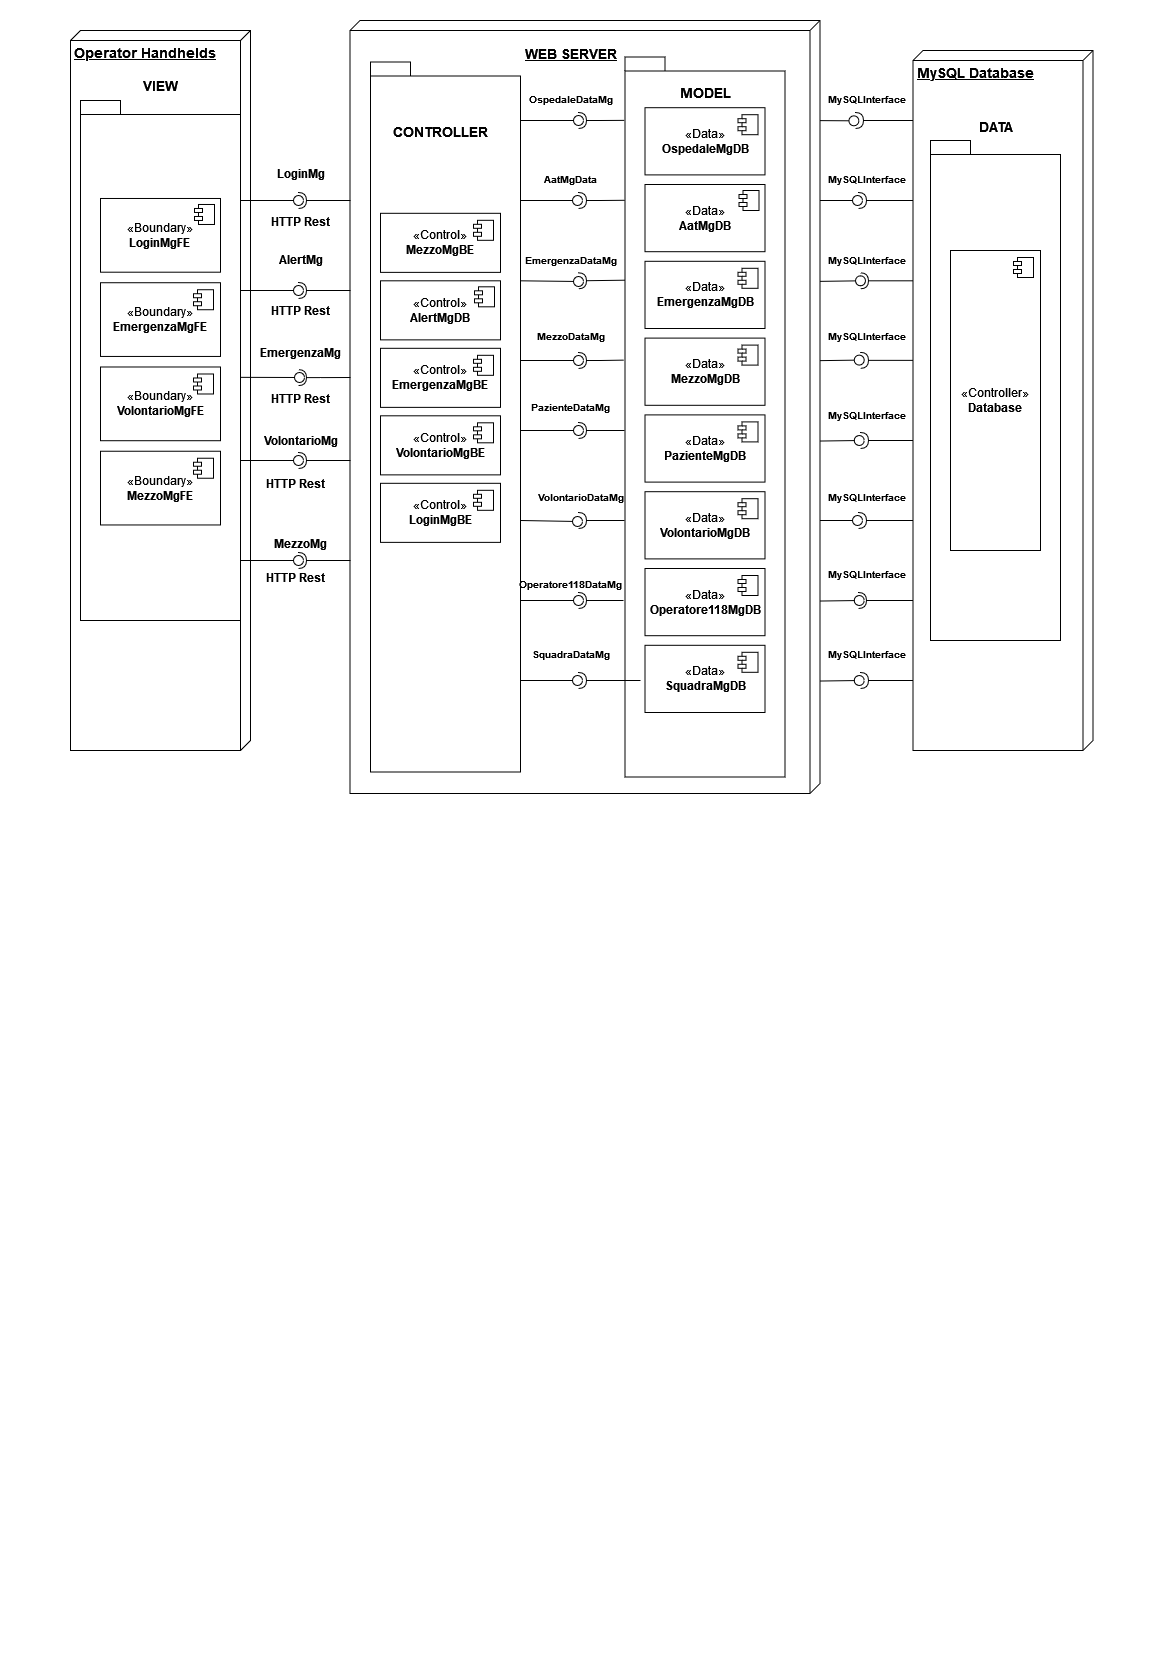 Operator Handhelds
VIEW
«Boundary»
LoginMgFE
«Boundary»
EmergenzaMgFE
«Boundary»
VolontarioMgFE
«Boundary»
MezzoMgFE
LoginMg
HTTP Rest
AlertMg
HTTP Rest
EmergenzaMg
HTTP Rest
VolontarioMg
HTTP Rest
MezzoMg
HTTP Rest
WEB SERVER
CONTROLLER
«Control»
MezzoMgBE
«Control»
AlertMgDB
«Control»
EmergenzaMgBE
«Control»
VolontarioMgBE
«Control»
LoginMgBE
OspedaleDataMg
AatMgData
EmergenzaDataMg
MezzoDataMg
PazienteDataMg
VolontarioDataMg
Operatore118DataMg
SquadraDataMg
MODEL
«Data»
OspedaleMgDB
«Data»
AatMgDB
«Data»
EmergenzaMgDB
«Data»
MezzoMgDB
«Data»
PazienteMgDB
«Data»
VolontarioMgDB
«Data»
Operatore118MgDB
«Data»
SquadraMgDB
MySQLInterface
MySQLInterface
MySQLInterface
MySQLInterface
MySQLInterface
MySQLInterface
MySQLInterface
MySQLInterface
MySQL Database
DATA
«Controller»
Database